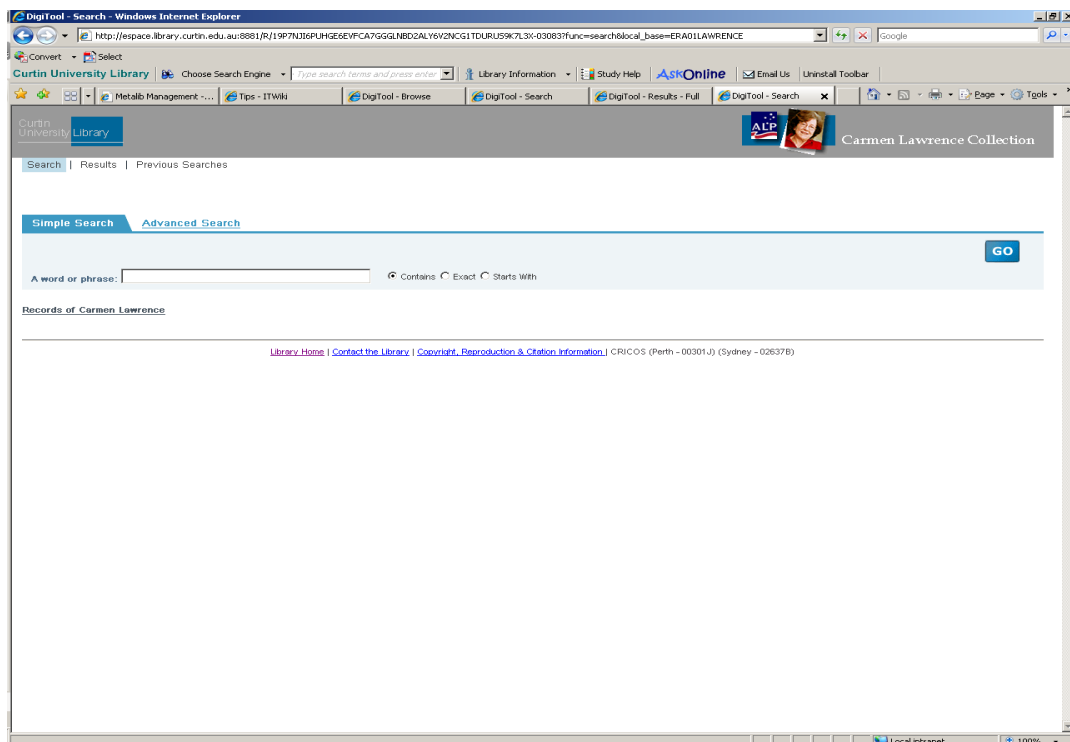 DigiTool - Search - Windows Internet Explorer
http://espace.library.curtin.edu.au:8881/R/19P7NJI6PUHGE6EVFCA7GGGLNBD2ALY6V2NCG1TDURUS9K7L3X-03083?func=search&local_base=ERA01LAWRENCE Google
Convert Select
Curtin University Library Choose Search Engine Type search terms and press enter Library Information Study Help AskOnline Email Us Uninstall Toolbar
Metalib Management -... Tips - ITWiki DigiTool - Browse DigiTool - Search DigiTool - Results - Full DigiTool - Search Page Tools
Curtin
University Library
ALP
Carmen Lawrence Collection
Search | Results | Previous Searches
Simple Search Advanced Search
GO
A word or phrase: Contains Exact Starts With
Records of Carmen Lawrence
Library Home | Contact the Library | Copyright, Reproduction & Citation Information | CRICOS (Perth - 00301J) (Sydney - 02637B)
Local intranet 100%